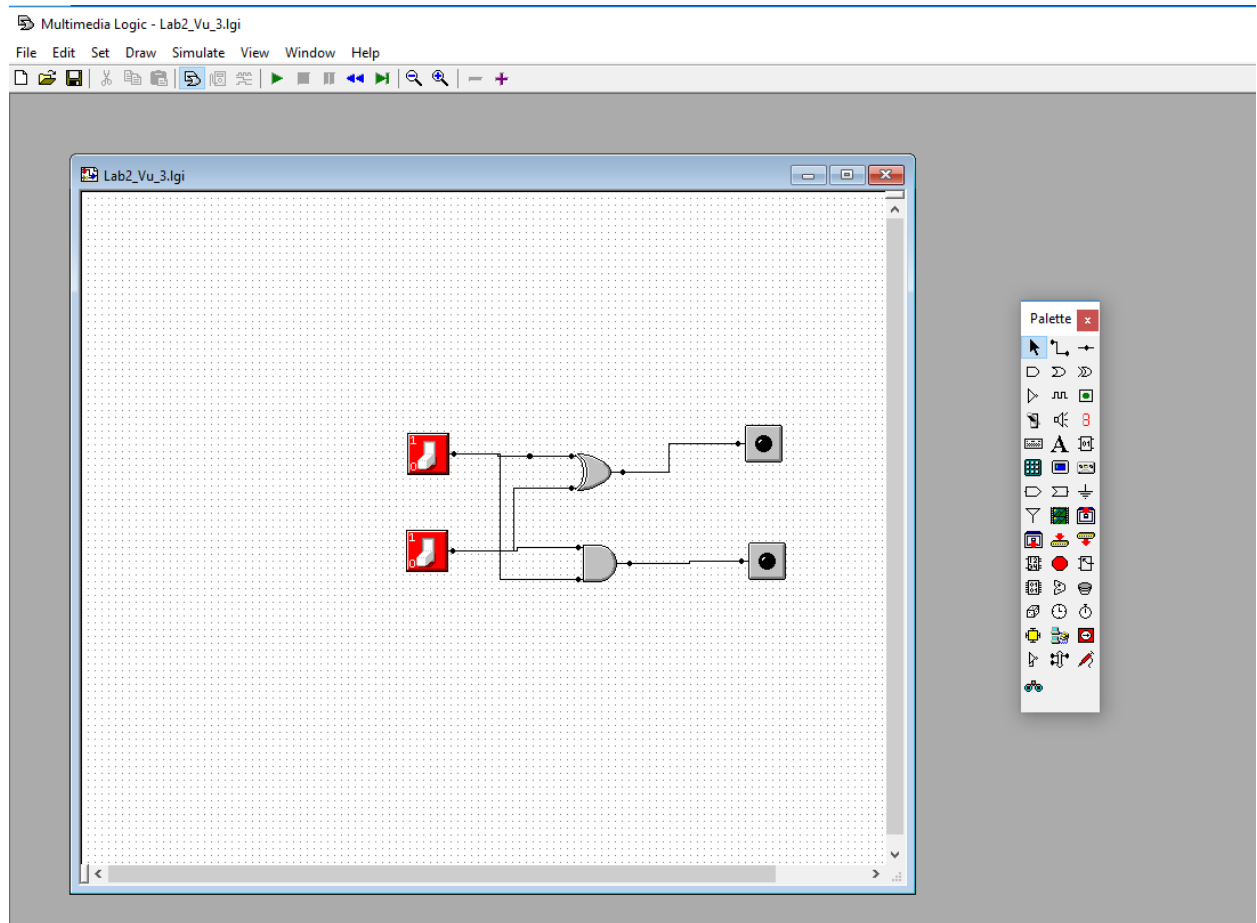 Multimedia Logic - Lab2_Vu_3.lgi
File Edit Set Draw Simulate View Window Help
Lab2_Vu_3.lgi
Palette
1
0
1
0